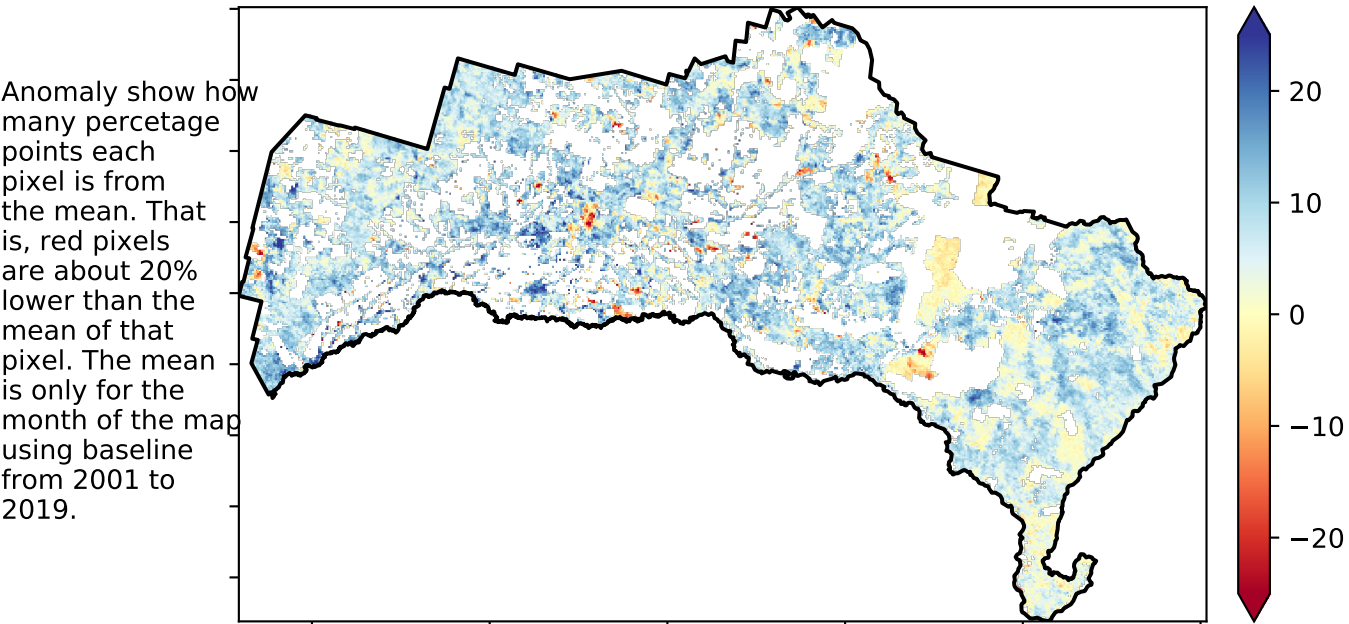 Anomaly show how
many percetage
points each
pixel is from
the mean. That
is, red pixels
are about 20%
lower than the
mean of that
pixel. The mean
is only for the
month of the map
using baseline
from 2001 to
2019.
20
10
0
−10
−20